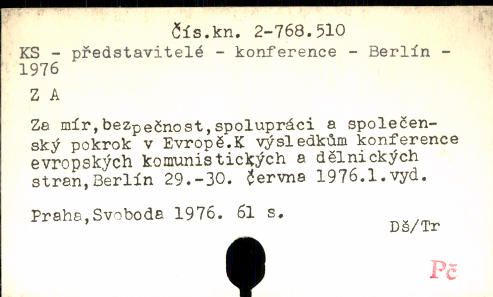 Čís.kn. 2-768.510
KS - představitelé - konference - Berlín -
1976
Z A
Za mír,bezpečnost,spolupráci a společen-
ský pokrok v Evropě.K výsledkům konference
evropských komunistických a dělnických
stran,Berlín 29.-30. června 1976.1.vyd.
Praha,Svoboda 1976. 61 s.
Dš/Tr
Pč